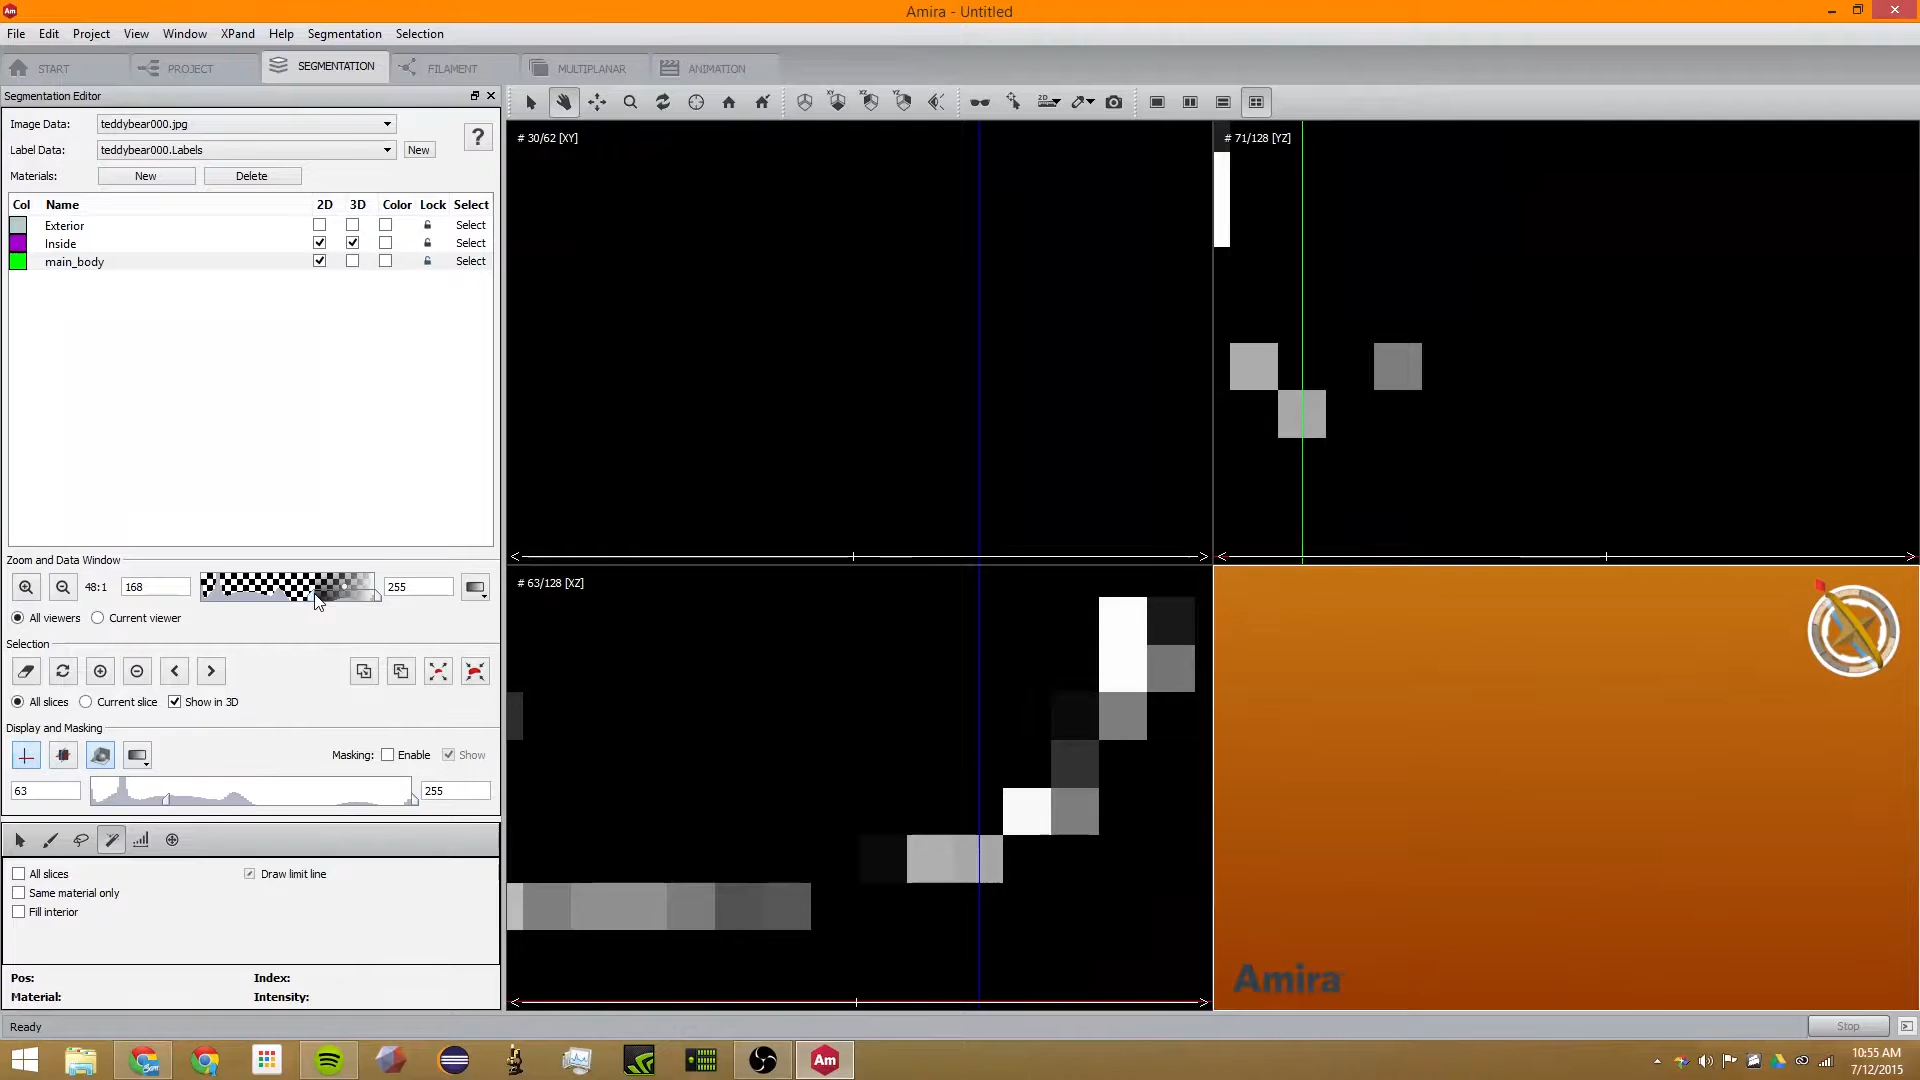 Amira - Untitled
File Edit Project View Window XPand Help Segmentation Selection
START PROJECT SEGMENTATION FILAMENT MULTIPLANAR ANIMATION
Segmentation Editor
Image Data: teddybear000.jpg
Label Data: teddybear000.Labels New
Materials: New Delete
Col Name 2D 3D Color Lock Select
Exterior Select
Inside Select
main_body Select
Zoom and Data Window
48:1 168 255
All viewers Current viewer
Selection
All slices Current slice Show in 3D
Display and Masking
Masking: Enable Show
63 255
All slices Draw limit line
Same material only
Fill interior
Pos: Index:
Material: Intensity:
Ready
# 30/62 [XY]
# 71/128 [YZ]
# 63/128 [XZ]
Amira
Stop
10:55 AM
7/12/2015